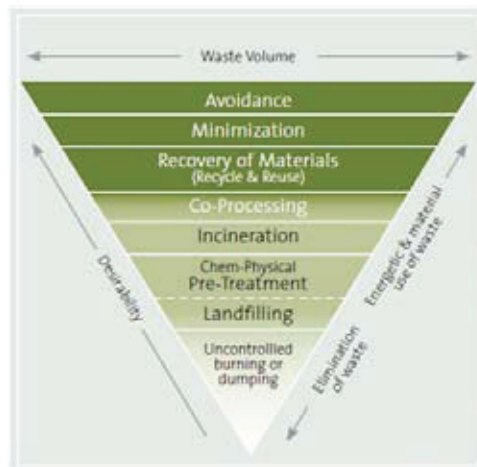 Waste Volume
Avoidance
Minimization
Recovery of Materials
(Recycle & Reuse)
Co-Processing
Incineration
Chem-Physical
Pre-Treatment
Landfilling
Uncontrollied
burning or
dumping
Desirability
Energetic & material
use of waste
Elimination
of waste